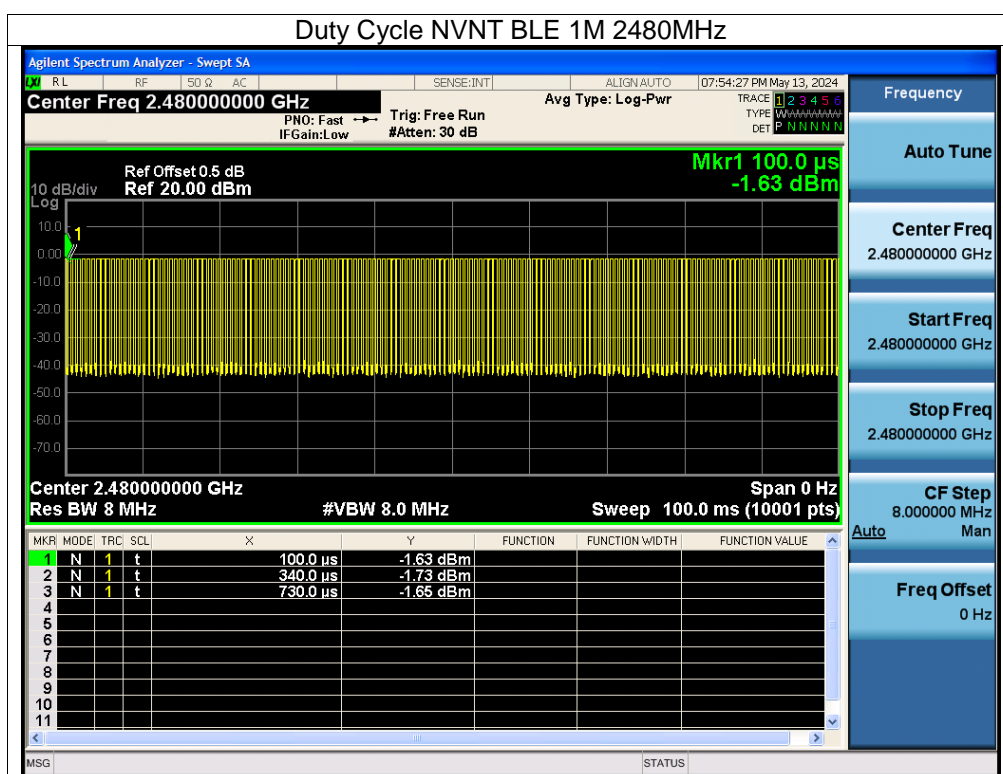 Duty Cycle NVNT BLE 1M 2480MHz
Agilent Spectrum Analyzer - Swept SA
LXI RL RF 50 Ω AC SENSE:INT ALIGN AUTO 07:54:27 PM May 13, 2024
Center Freq 2.480000000 GHz Avg Type: Log-Pwr TRACE 1 2 3 4 5 6
PNO: Fast Trig: Free Run TYPE WWWWWW
IFGain:Low #Atten: 30 dB DET P N N N N N
Frequency
Mkr1 100.0 µs
Ref Offset 0.5 dB
10 dB/div Ref 20.00 dBm -1.63 dBm
Log
10.0
1
0.00
-10.0
-20.0
-30.0
-40.0
-50.0
-60.0
-70.0
Center 2.480000000 GHz Span 0 Hz
Res BW 8 MHz #VBW 8.0 MHz Sweep 100.0 ms (10001 pts)
MKR MODE TRC SCL X Y FUNCTION FUNCTION WIDTH FUNCTION VALUE
1 N 1 t 100.0 µs -1.63 dBm
2 N 1 t 340.0 µs -1.73 dBm
3 N 1 t 730.0 µs -1.65 dBm
4
5
6
7
8
9
10
11
MSG STATUS
Auto Tune
Center Freq
2.480000000 GHz
Start Freq
2.480000000 GHz
Stop Freq
2.480000000 GHz
CF Step
8.000000 MHz
Auto Man
Freq Offset
0 Hz